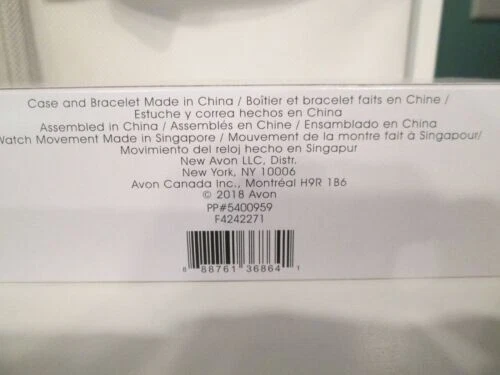 Case and Bracelet Made in China / Boîtier et bracelet faits en Chine /
Estuche y correa hechos en China
Assembled in China / Assemblés en Chine / Ensamblado en China
Watch Movement Made in Singapore / Mouvement de la montre fait à Singapour/
Movimiento del reloj hecho en Singapur
New Avon LLC, Distr.
New York, NY 10006
Avon Canada Inc., Montréal H9R 1B6
© 2018 Avon
PP#5400959
F4242271
8 88761 36864 1